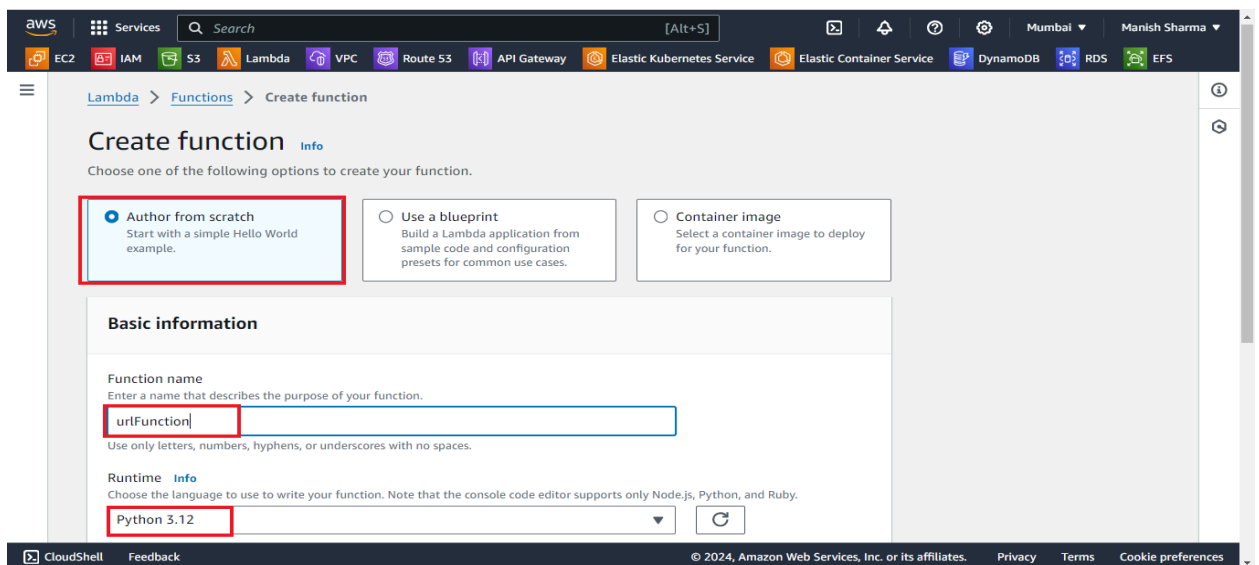 aws Services Search [Alt+S] Mumbai Manish Sharma
EC2 IAM S3 Lambda VPC Route 53 API Gateway Elastic Kubernetes Service Elastic Container Service DynamoDB RDS EFS
Lambda > Functions > Create function
Create function Info
Choose one of the following options to create your function.
Author from scratch
Start with a simple Hello World
example.
Use a blueprint
Build a Lambda application from
sample code and configuration
presets for common use cases.
Container image
Select a container image to deploy
for your function.
Basic information
Function name
Enter a name that describes the purpose of your function.
urlFunction
Use only letters, numbers, hyphens, or underscores with no spaces.
Runtime Info
Choose the language to use to write your function. Note that the console code editor supports only Node.js, Python, and Ruby.
Python 3.12
CloudShell Feedback © 2024, Amazon Web Services, Inc. or its affiliates. Privacy Terms Cookie preferences